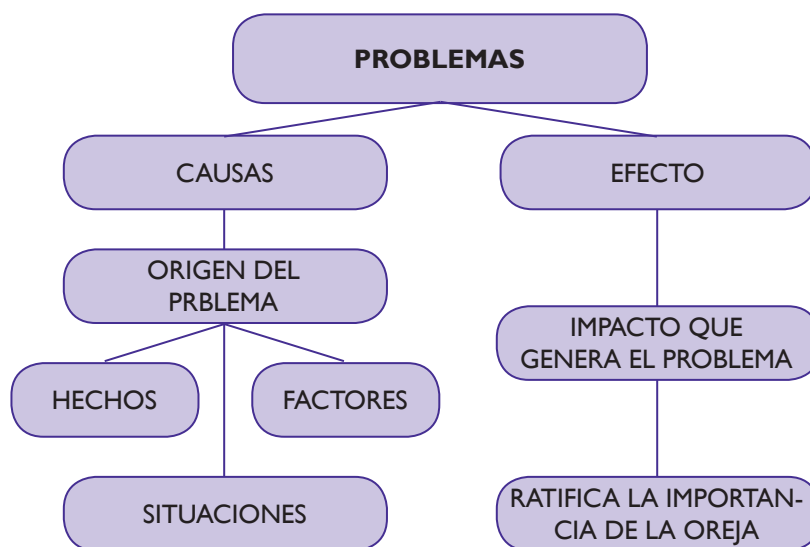 PROBLEMAS
CAUSAS
EFECTO
ORIGEN DEL
PRBLEMA
IMPACTO QUE
GENERA EL PROBLEMA
HECHOS
FACTORES
SITUACIONES
RATIFICA LA IMPORTAN-
CIA DE LA OREJA